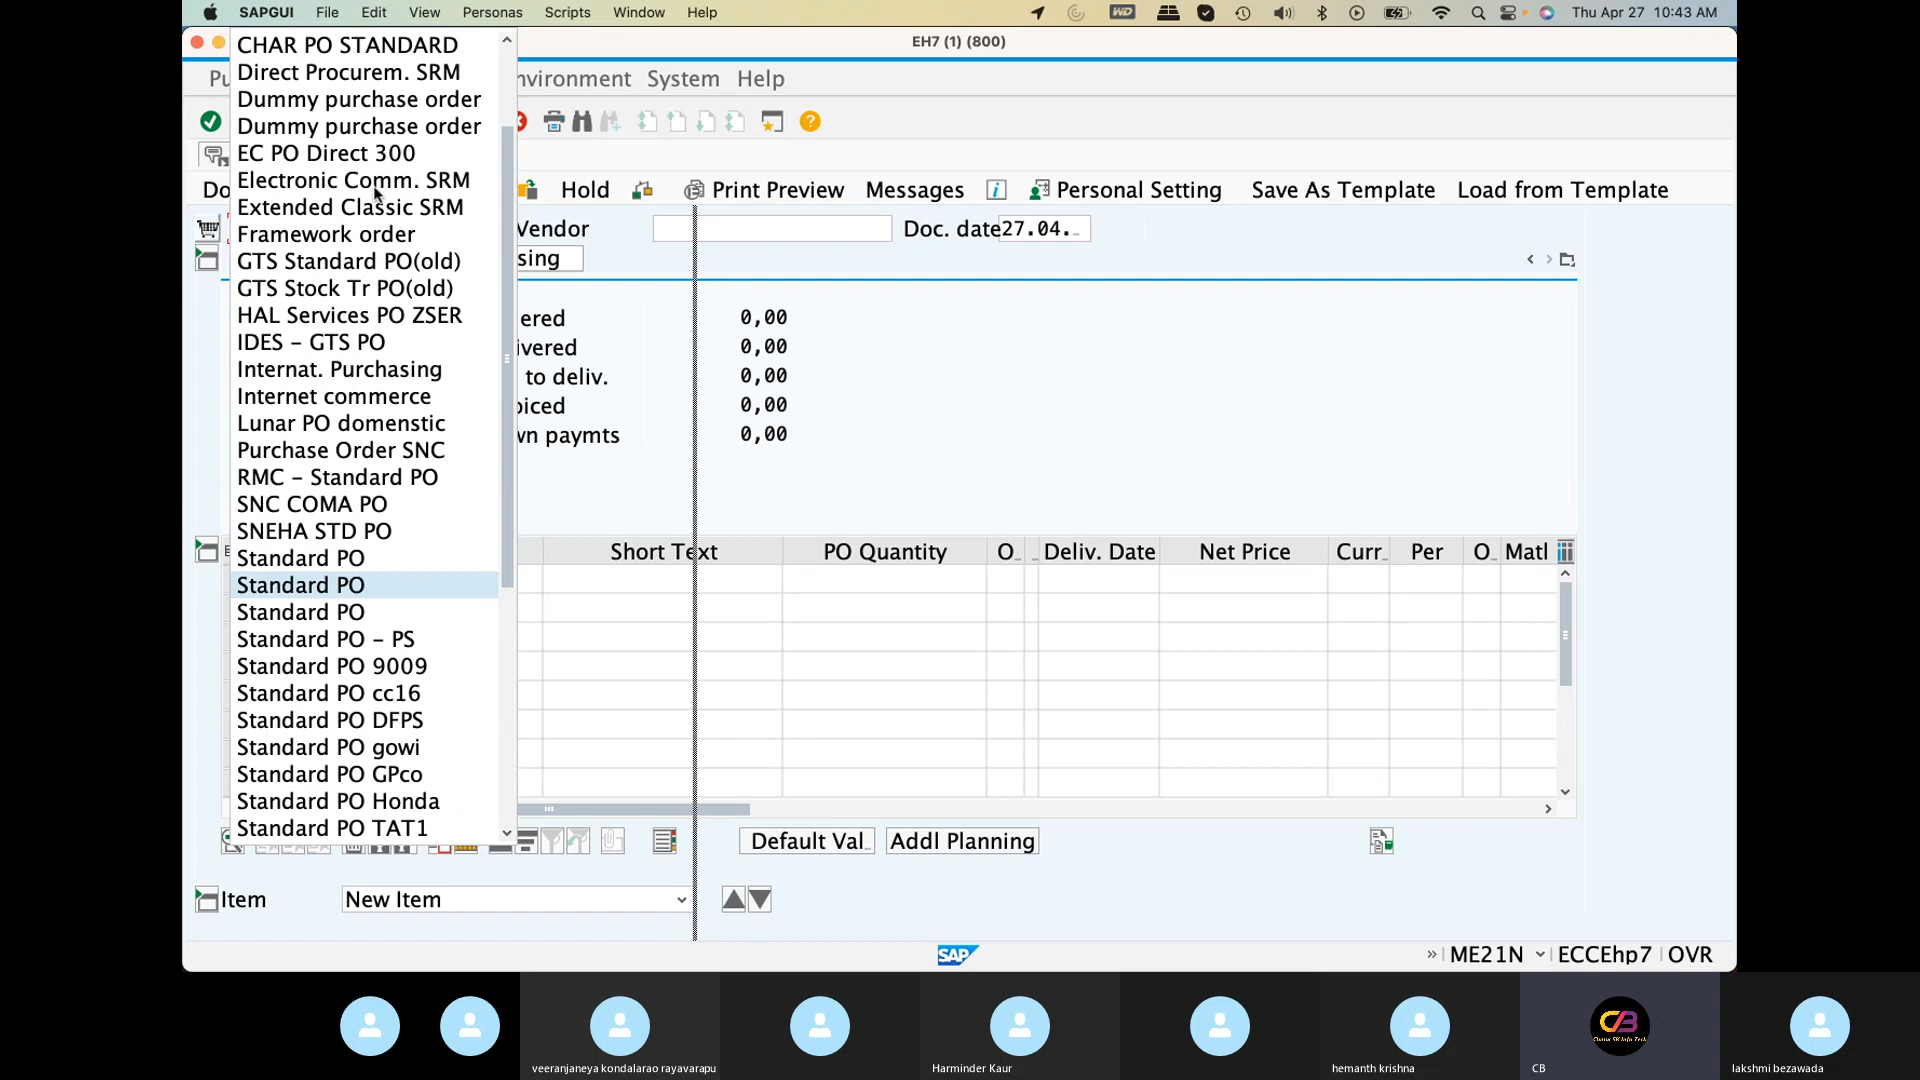 SAPGUI File Edit View Personas Scripts Window Help
WD
Thu Apr 27 10:43 AM
EH7 (1) (800)
Pu
nvironment System Help
CHAR PO STANDARD
Direct Procurem. SRM
Dummy purchase order
Dummy purchase order
EC PO Direct 300
Electronic Comm. SRM
Extended Classic SRM
Framework order
GTS Standard PO(old)
GTS Stock Tr PO(old)
HAL Services PO ZSER
IDES – GTS PO
Internat. Purchasing
Internet commerce
Lunar PO domenstic
Purchase Order SNC
RMC – Standard PO
SNC COMA PO
SNEHA STD PO
Standard PO
Standard PO
Standard PO
Standard PO – PS
Standard PO 9009
Standard PO cc16
Standard PO DFPS
Standard PO gowi
Standard PO GPco
Standard PO Honda
Standard PO TAT1
Do
Hold Print Preview Messages Personal Setting Save As Template Load from Template
Vendor Doc. date 27.04.
sing
ered 0,00
ivered 0,00
to deliv. 0,00
oiced 0,00
wn paymts 0,00
Short Text PO Quantity O.. Deliv. Date Net Price Curr.. Per O.. Matl
Default Val.. Addl Planning
Item New Item
SAP
» ME21N ECCEhp7 OVR
veeranjaneya kondalarao rayavarapu
Harminder Kaur
hemanth krishna
CB
CB
lakshmi bezawada